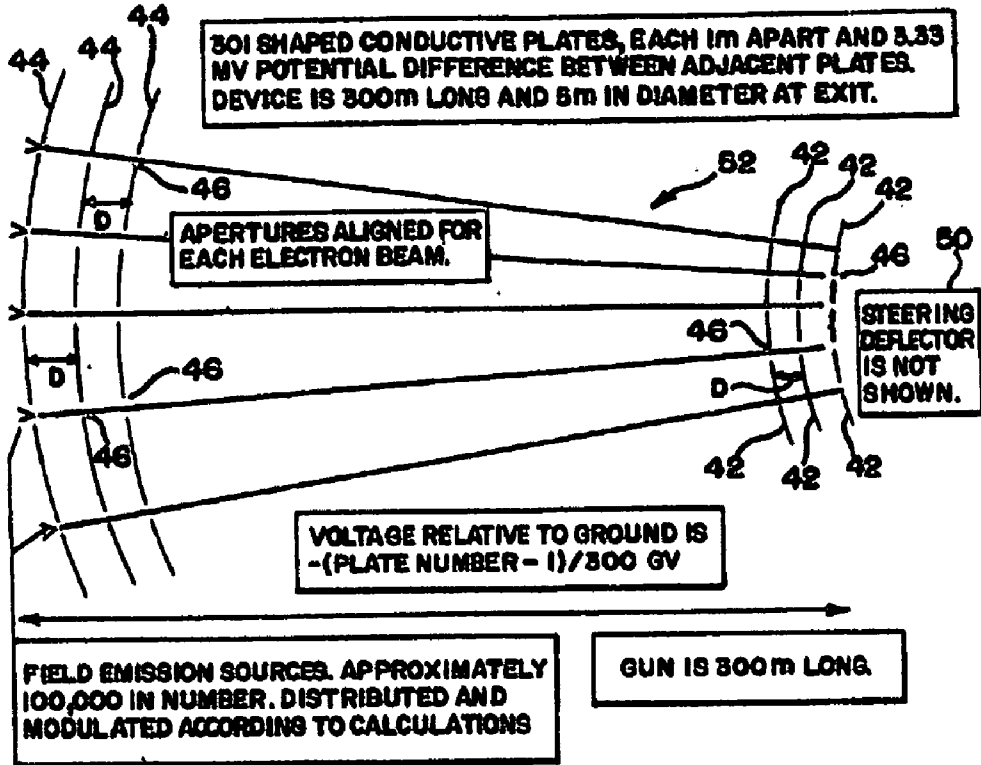 44
44
44
301 SHAPED CONDUCTIVE PLATES, EACH 1m APART AND 3.33
MV POTENTIAL DIFFERENCE BETWEEN ADJACENT PLATES.
DEVICE IS 300m LONG AND 5m IN DIAMETER AT EXIT.
46
D
52
42
42
42
APERTURES ALIGNED FOR
EACH ELECTRON BEAM.
46
50
STEERING
DEFLECTOR
IS NOT
SHOWN.
46
D
46
D
46
42
42
42
VOLTAGE RELATIVE TO GROUND IS
-(PLATE NUMBER - 1)/300 GV
FIELD EMISSION SOURCES. APPROXIMATELY
100,000 IN NUMBER. DISTRIBUTED AND
MODULATED ACCORDING TO CALCULATIONS
GUN IS 300m LONG.